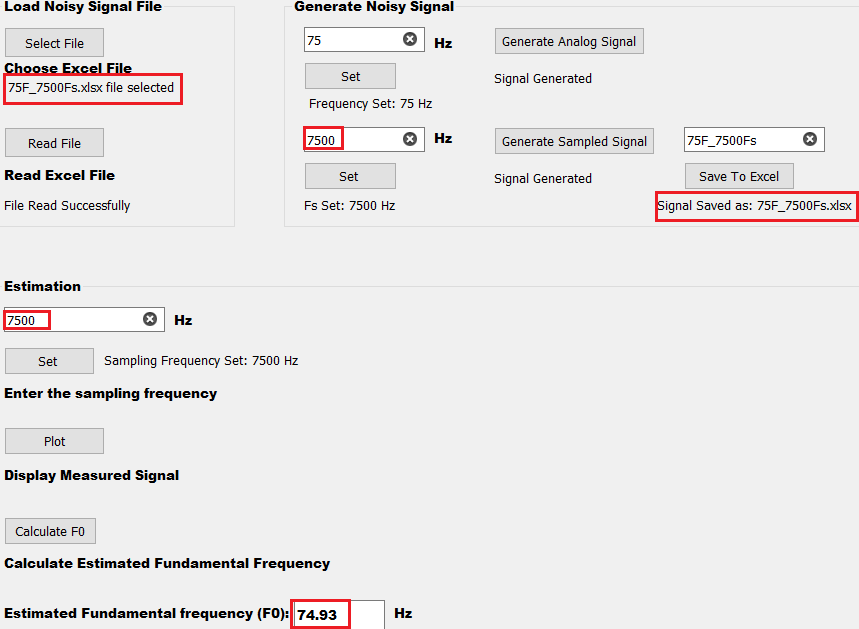 Load Noisy Signal File
Select File
Choose Excel File
75F_7500Fs.xlsx file selected
Read File
Read Excel File
File Read Successfully
Generate Noisy Signal
75 Hz
Generate Analog Signal
Set
Signal Generated
Frequency Set: 75 Hz
7500 Hz
Generate Sampled Signal
75F_7500Fs
Set
Signal Generated
Save To Excel
Fs Set: 7500 Hz
Signal Saved as: 75F_7500Fs.xlsx
Estimation
7500 Hz
Set
Sampling Frequency Set: 7500 Hz
Enter the sampling frequency
Plot
Display Measured Signal
Calculate F0
Calculate Estimated Fundamental Frequency
Estimated Fundamental frequency (F0): 74.93 Hz